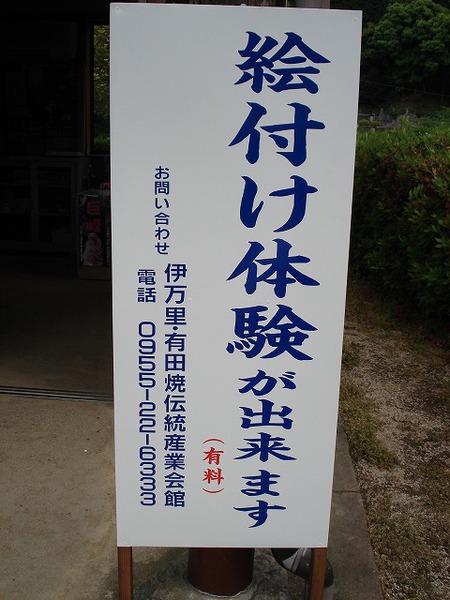 絵付け体験が出来ます
(有料)
お問い合わせ
伊万里・有田焼伝統産業会館
電話 0955-22-6333